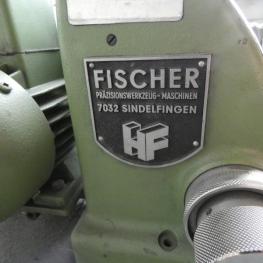 FISCHER
PRÄZISIONSWERKZEUG-MASCHINEN
7032 SINDELFINGEN
HF